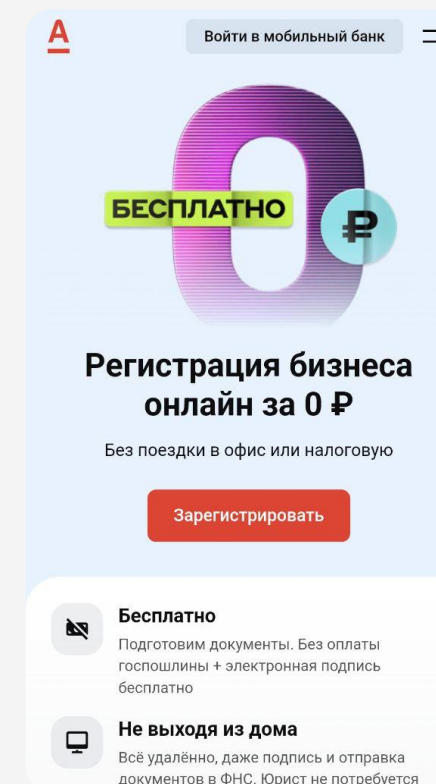 А
Войти в мобильный банк
0
БЕСПЛАТНО
₽
Регистрация бизнеса
онлайн за 0 ₽
Без поездки в офис или налоговую
Зарегистрировать
Бесплатно
Подготовим документы. Без оплаты
госпошлины + электронная подпись
бесплатно
Не выходя из дома
Всё удалённо, даже подпись и отправка
документов в ФНС. Юрист не потребуется